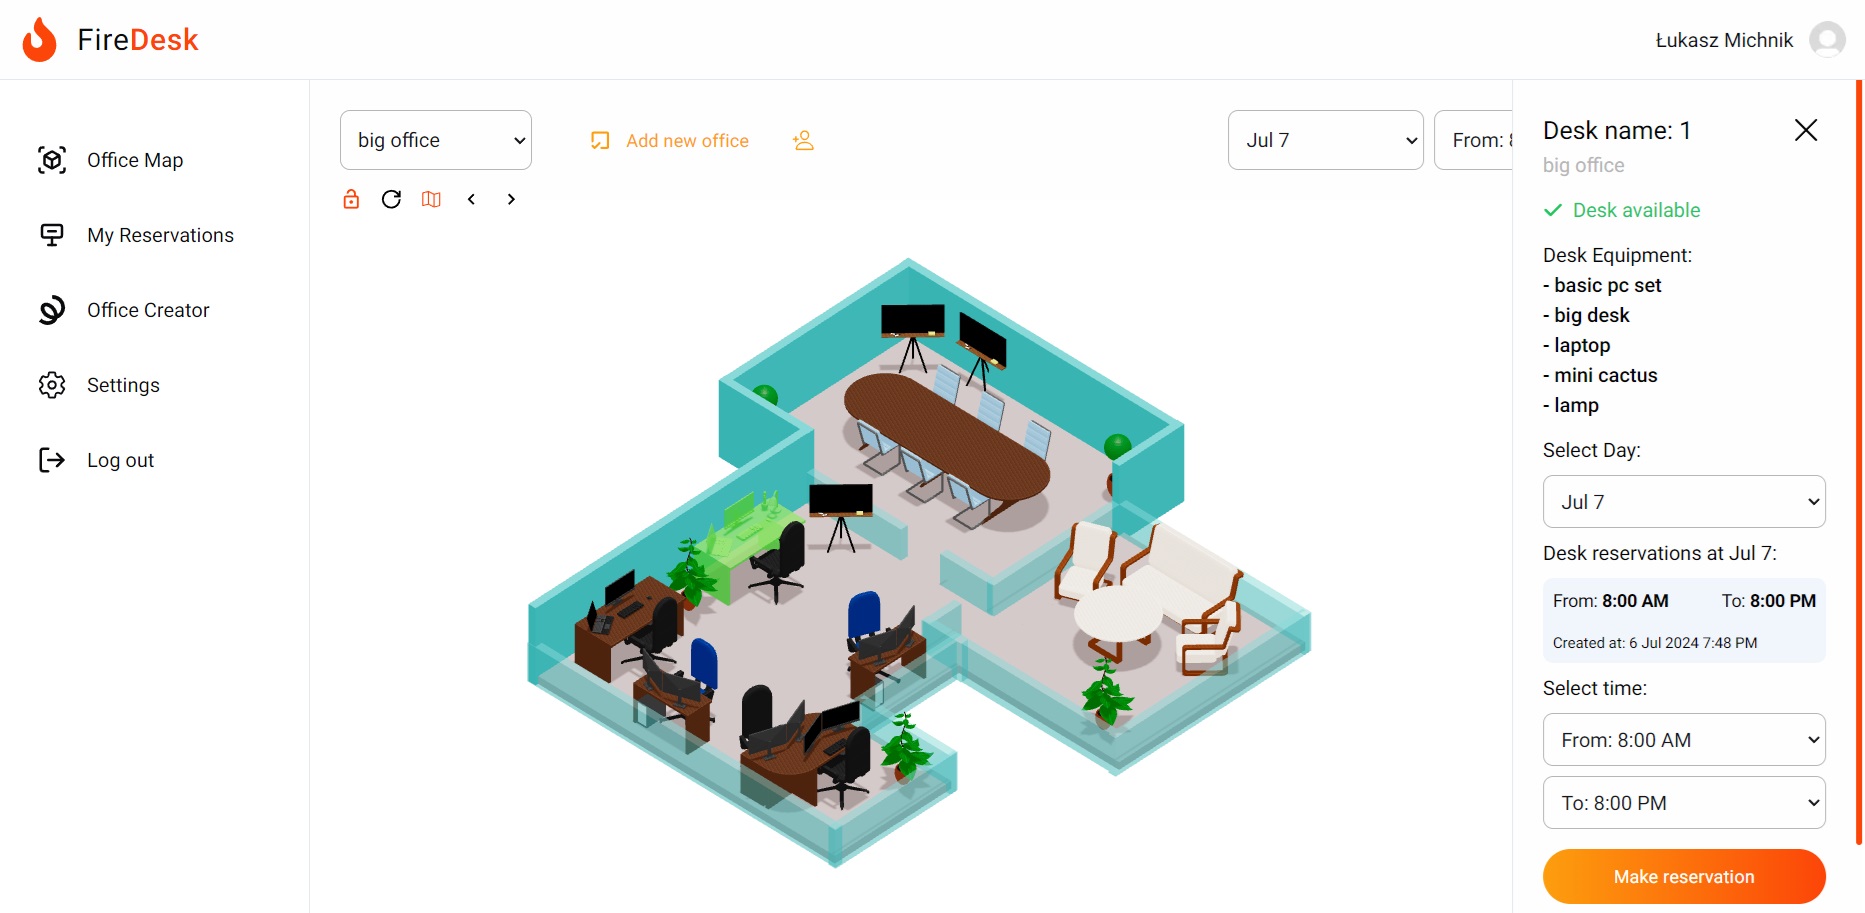 FireDesk
Łukasz Michnik
Office Map
My Reservations
Office Creator
Settings
Log out
big office
Add new office
Jul 7
From: 8
Desk name: 1
big office
Desk available
Desk Equipment:
- basic pc set
- big desk
- laptop
- mini cactus
- lamp
Select Day:
Jul 7
Desk reservations at Jul 7:
From: 8:00 AM To: 8:00 PM
Created at: 6 Jul 2024 7:48 PM
Select time:
From: 8:00 AM
To: 8:00 PM
Make reservation